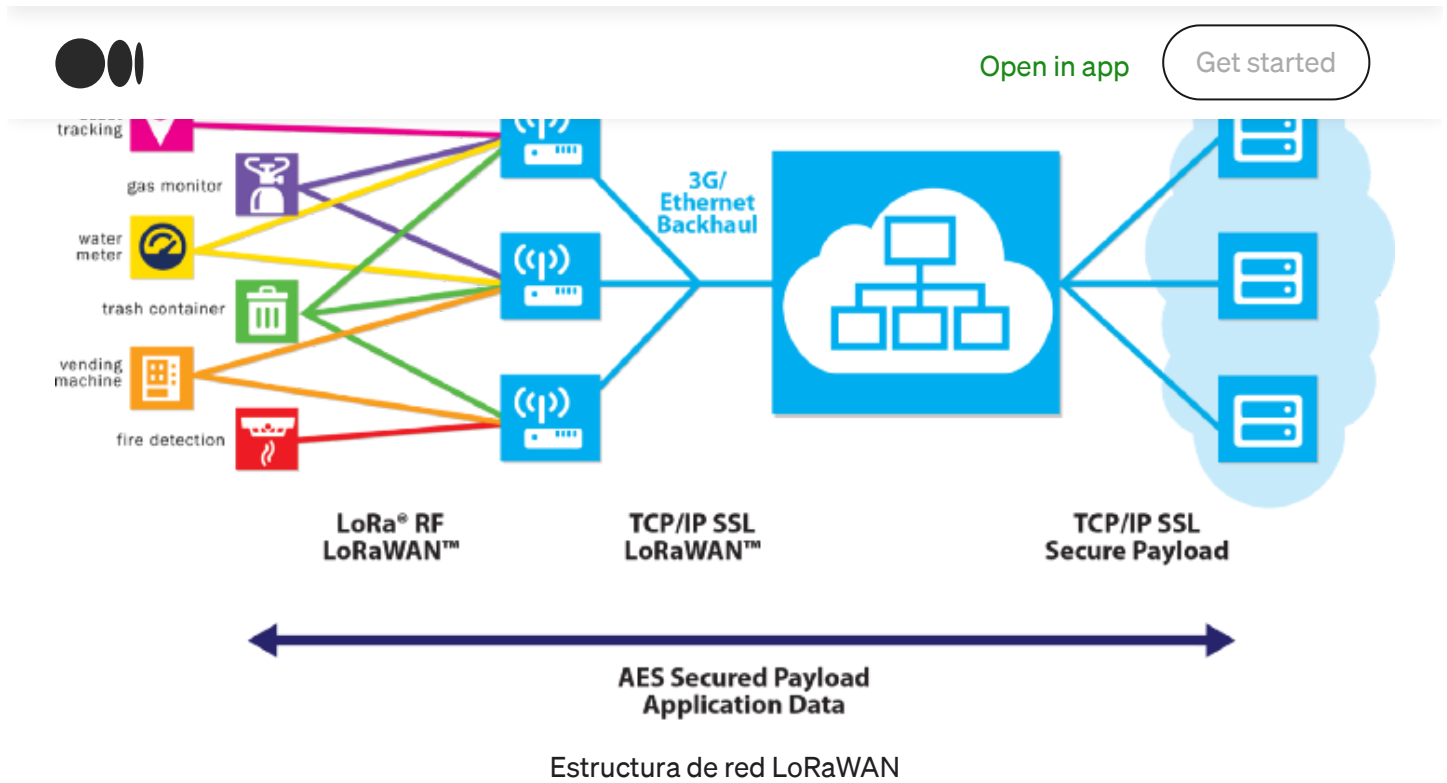 Open in app
Get started
tracking
gas monitor
water
meter
trash container
vending
machine
fire detection
3G/
Ethernet
Backhaul
LoRa® RF
LoRaWAN™
TCP/IP SSL
LoRaWAN™
TCP/IP SSL
Secure Payload
AES Secured Payload
Application Data
Estructura de red LoRaWAN